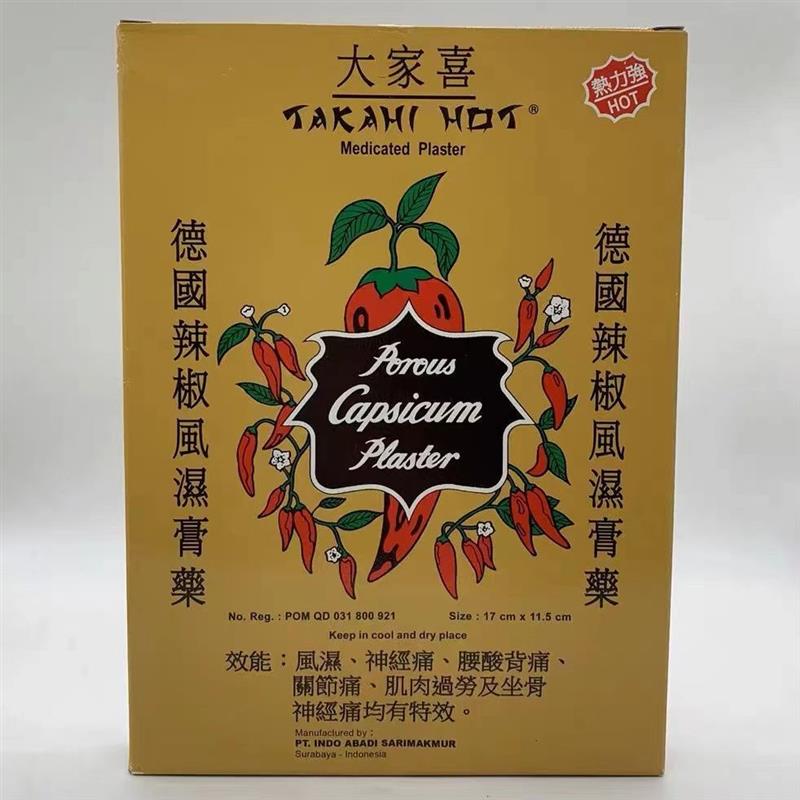 大家喜
TAKAHI HOT®
Medicated Plaster
熱力強
HOT
德國辣椒風濕膏藥
德國辣椒風濕膏藥
Porous
Capsicum
Plaster
No. Reg. : POM QD 031 800 921
Size : 17 cm x 11.5 cm
Keep in cool and dry place
效能：風濕、神經痛、腰酸背痛、
關節痛、肌肉過勞及坐骨
神經痛均有特效。
Manufactured by :
PT. INDO ABADI SARIMAKMUR
Surabaya - Indonesia